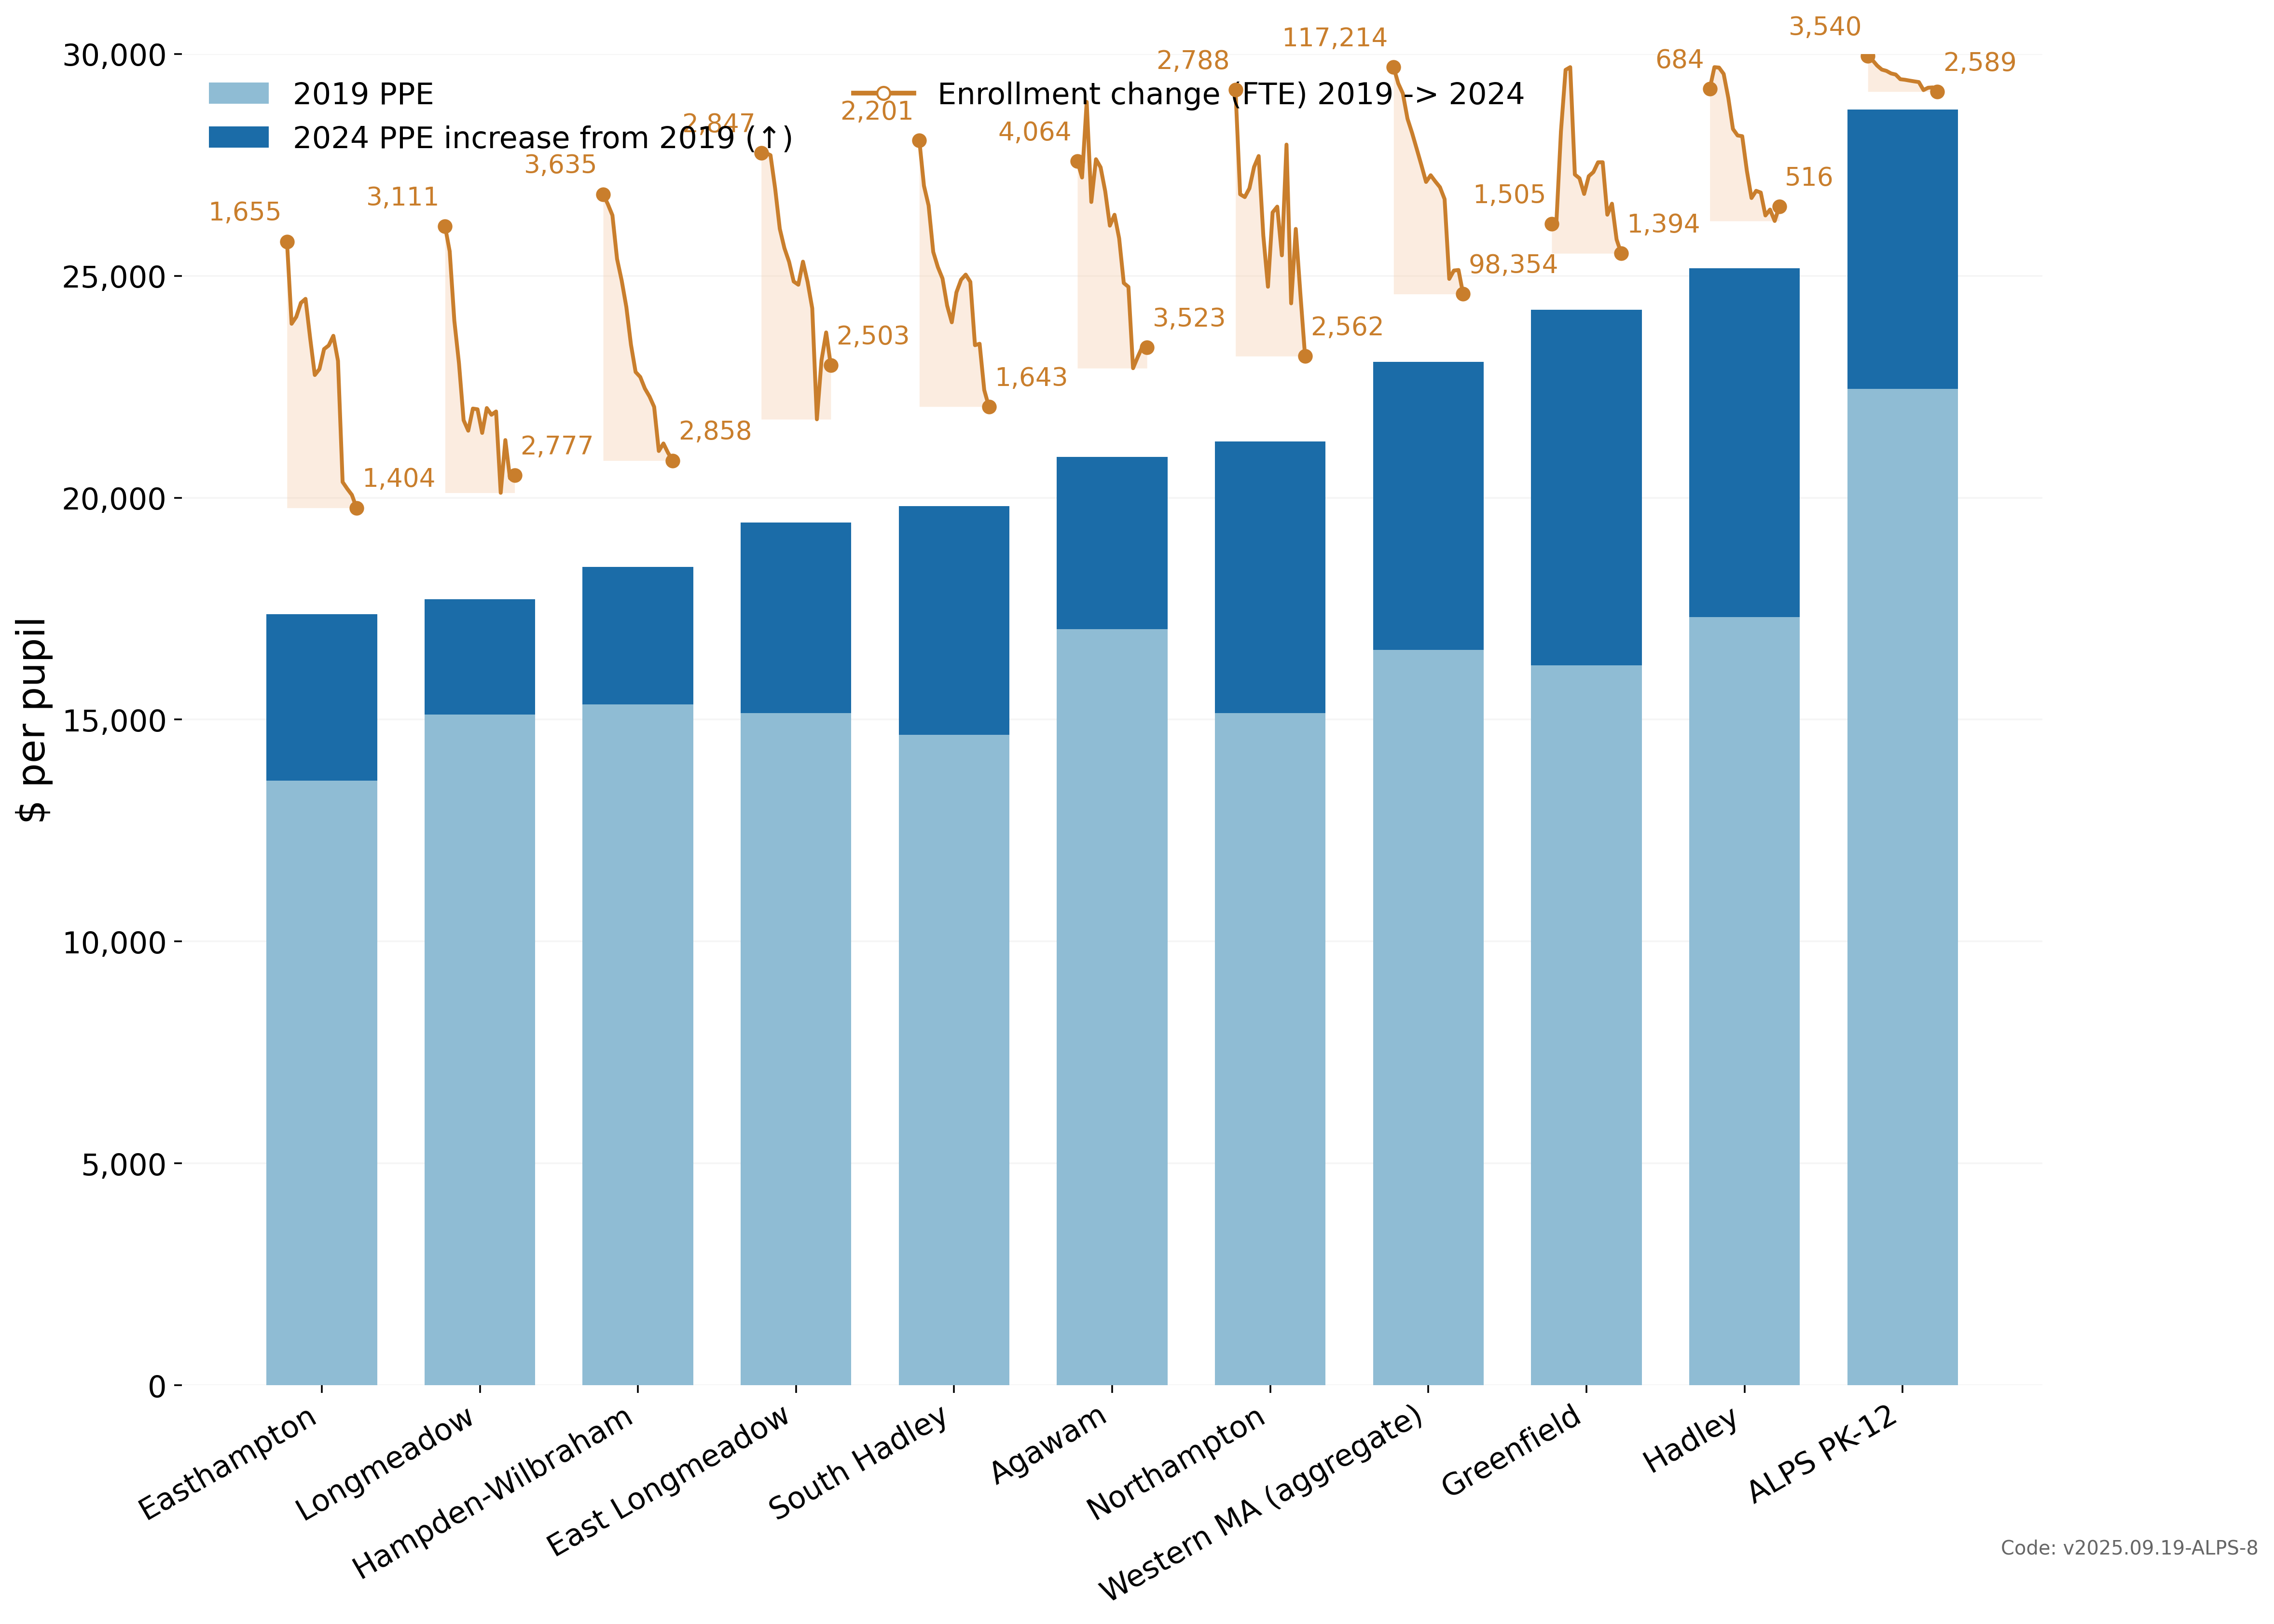 3,540
117,214
2,788
684
2,589
30,000
2019 PPE
Enrollment change (FTE) 2019 -> 2024
2024 PPE increase from 2019 (↑)
2,847
2,201
4,064
3,635
3,111
1,655
516
1,505
1,394
98,354
25,000
3,523
2,562
2,503
1,643
2,858
2,777
1,404
20,000
15,000
10,000
5,000
0
$ per pupil
Easthampton
Longmeadow
Hampden-Wilbraham
East Longmeadow
South Hadley
Agawam
Northampton
Western MA (aggregate)
Greenfield
Hadley
ALPS PK-12
Code: v2025.09.19-ALPS-8